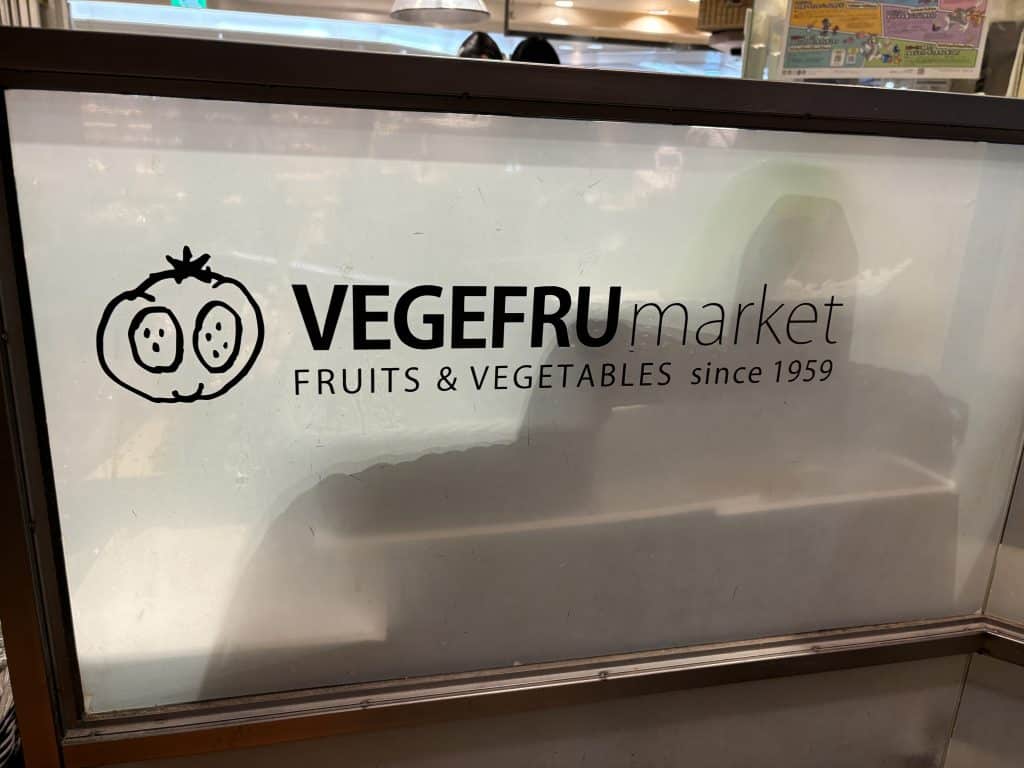 VEGEFRUmarket
FRUITS & VEGETABLES since 1959